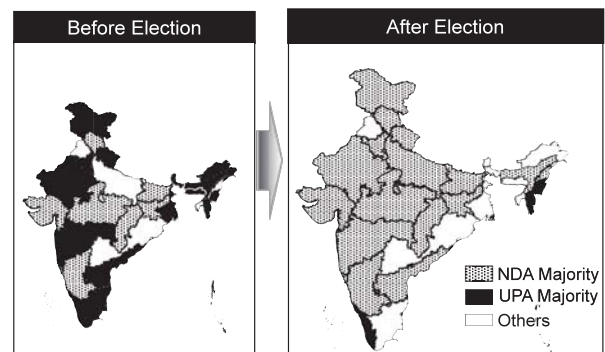 Before Election
After Election
NDA Majority
UPA Majority
Others